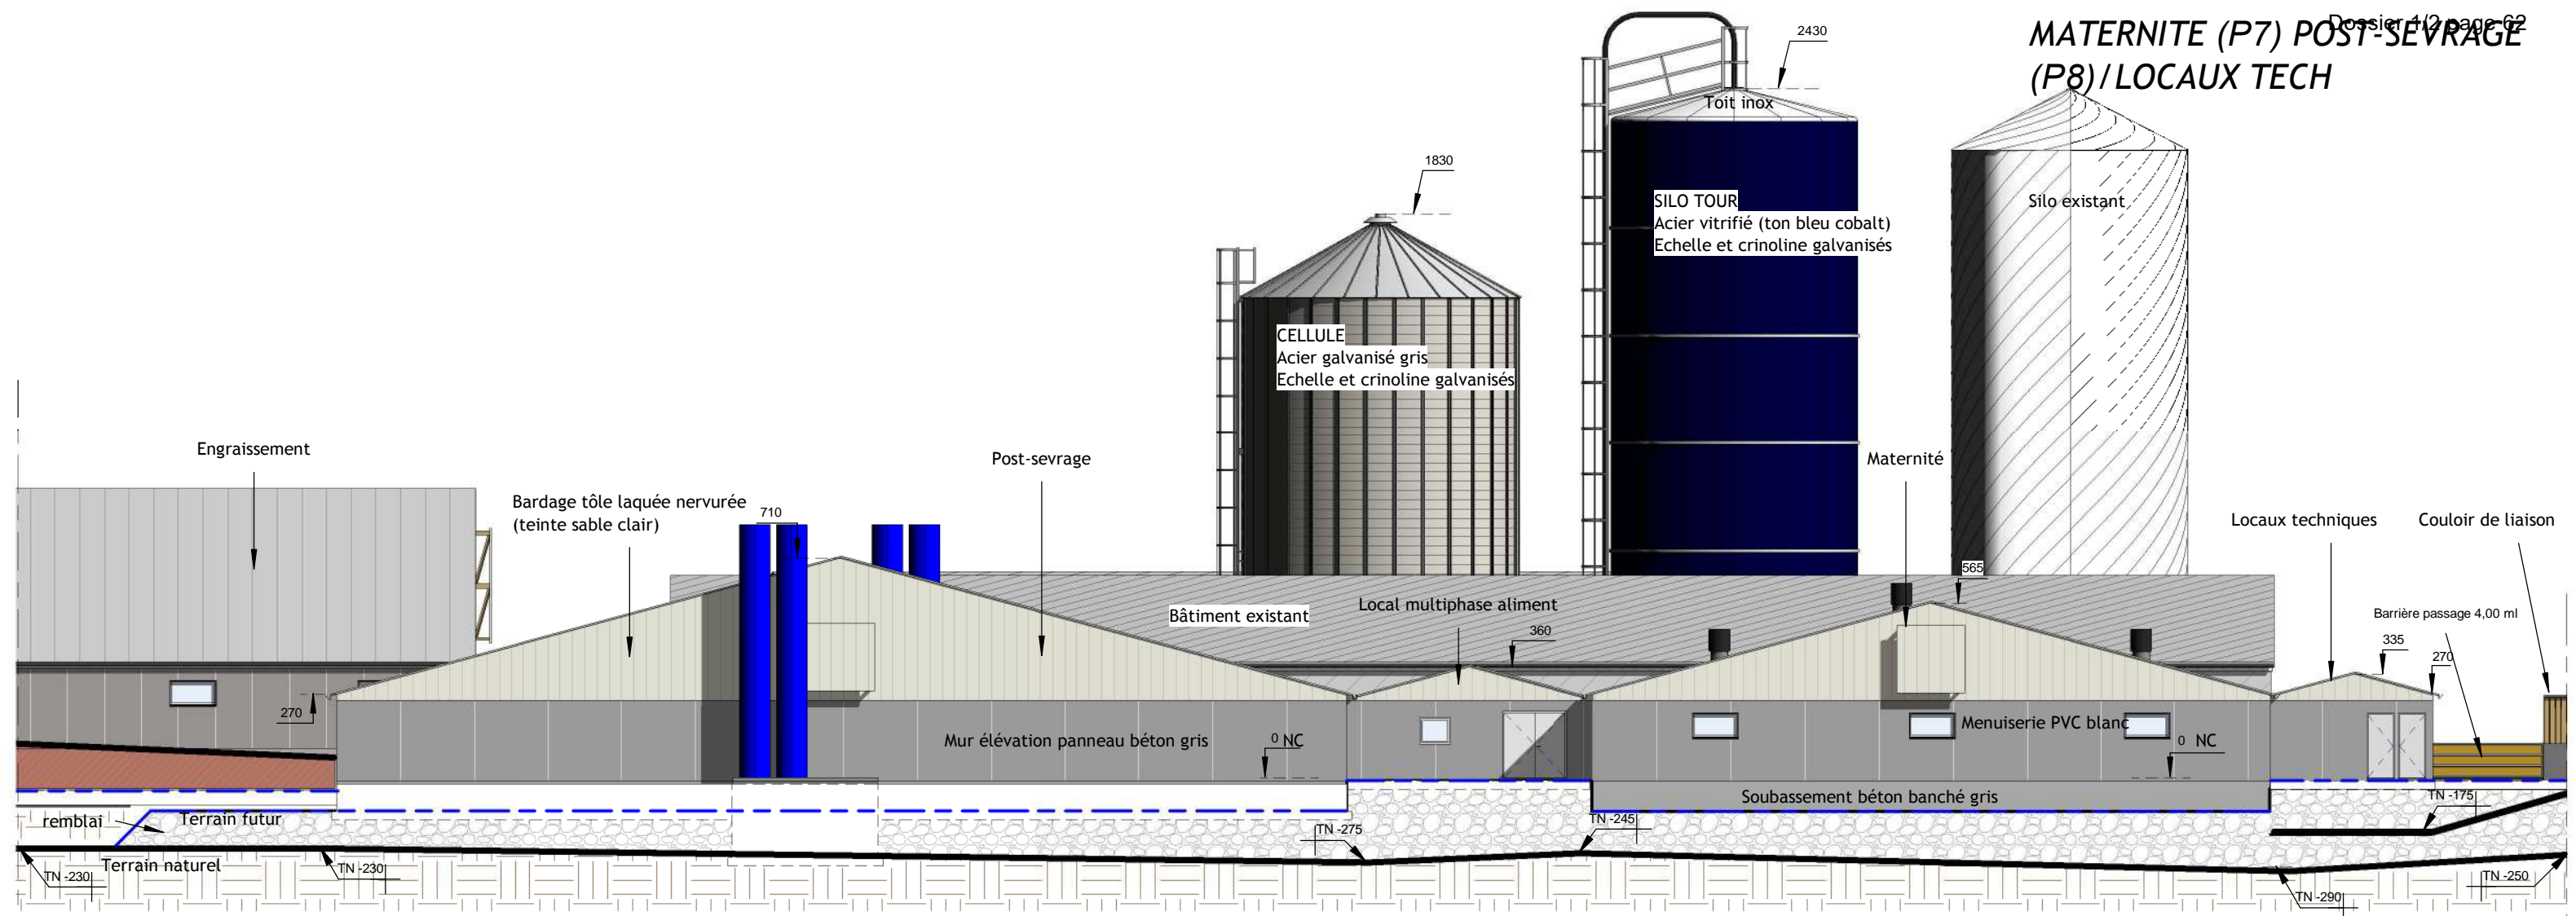 Dossier 1/2 page 62
MATERNITE (P7) POST-SEVRAGE
(P8)/LOCAUX TECH
2430
Toit inox
1830
SILO TOUR
Acier vitrifié (ton bleu cobalt)
Echelle et crinoline galvanisés
Silo existant
CELLULE
Acier galvanisé gris
Echelle et crinoline galvanisés
Engraissement
Post-sevrage
Maternité
Bardage tôle laquée nervurée
(teinte sable clair)
710
Locaux techniques
Couloir de liaison
565
Bâtiment existant
Local multiphase aliment
360
Barrière passage 4,00 ml
335
270
270
Mur élévation panneau béton gris
0 NC
Menuiserie PVC blanc
0 NC
Soubassement béton banché gris
TN -175
remblai
Terrain futur
TN -275
TN -245
Terrain naturel
TN -230
TN -230
TN -290
TN -250